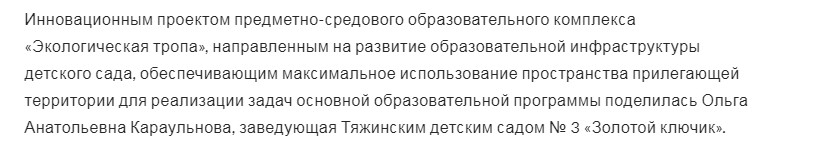 Инновационным проектом предметно-средового образовательного комплекса
«Экологическая тропа», направленным на развитие образовательной инфраструктуры
детского сада, обеспечивающим максимальное использование пространства прилегающей
территории для реализации задач основной образовательной программы поделилась Ольга
Анатольевна Караульнова, заведующая Тяжинским детским садом № 3 «Золотой ключик».